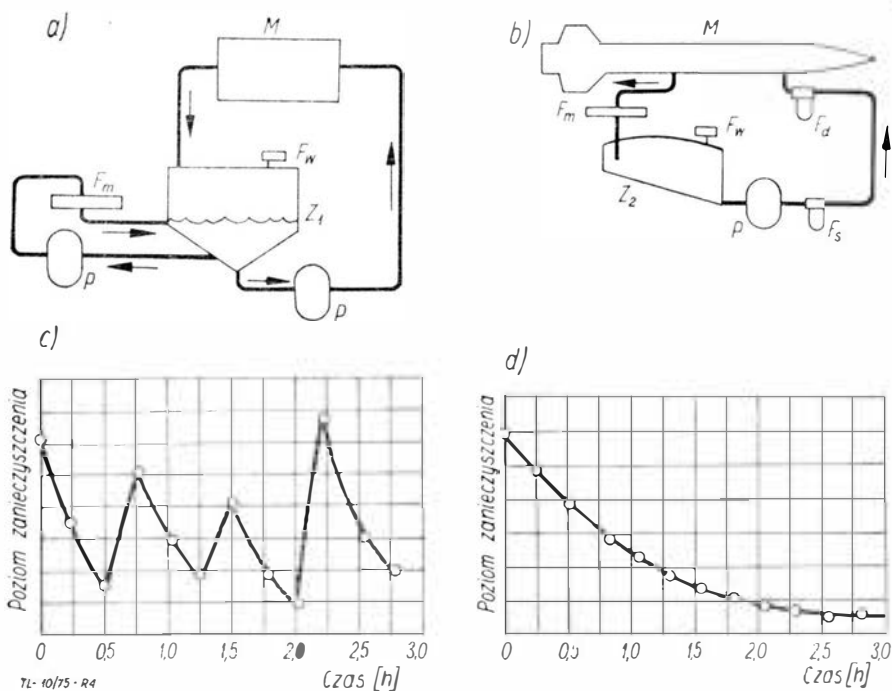 a)
M
F_w
F_m
Z_1
P
P
b)
M
F_m
F_w
F_d
Z_2
P
F_s
c)
Poziom zanieczyszczenia
0 0,5 1,0 1,5 2,0 2,5 3,0
Czas [h]
TL-10/75-R4
d)
Poziom zanieczyszczenia
0 0,5 1,0 1,5 2,0 2,5 3,0
Czas [h]